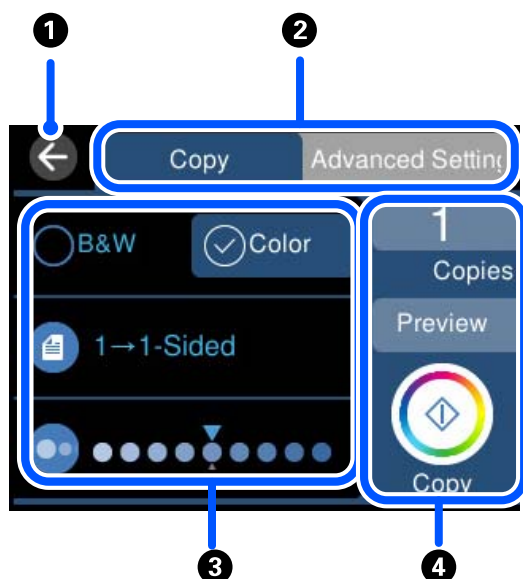 1
2
Copy
Advanced Setting
1
B&W
Color
Copies
Preview
1→1-Sided
Copy
3
4